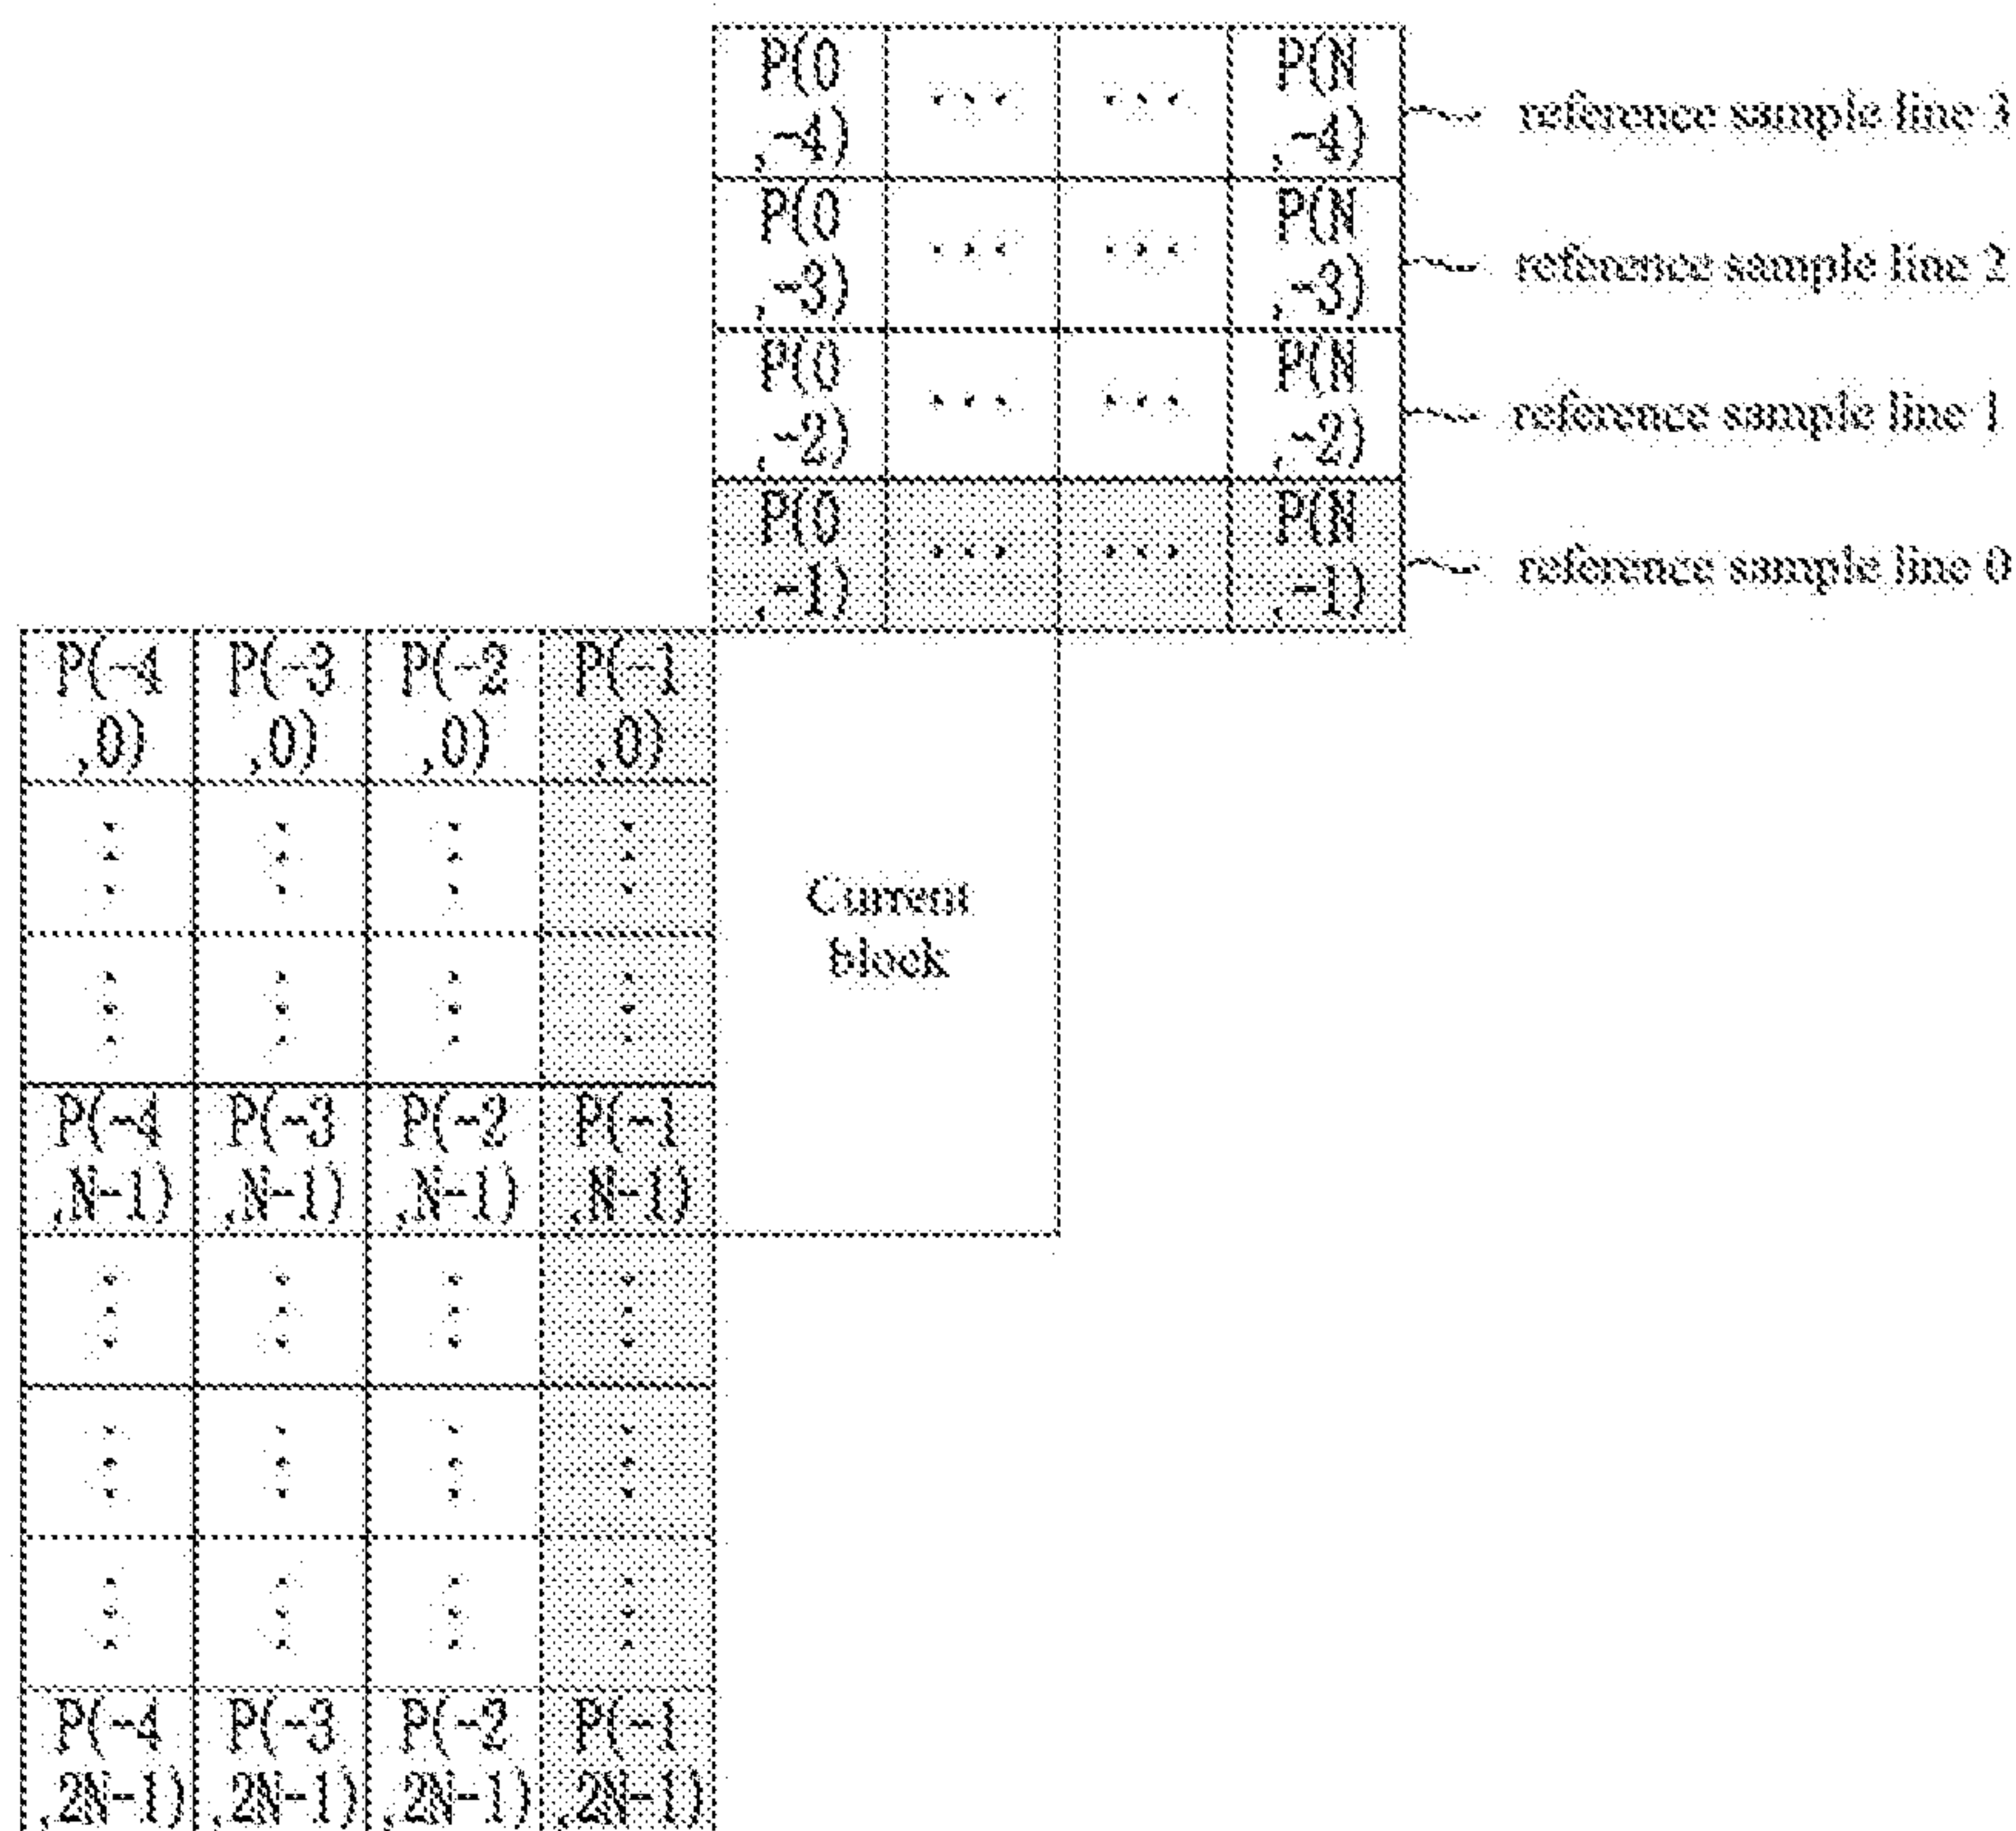 P(0 ,-4) ... ... P(N ,-4) reference sample line 3
P(0 ,-3) ... ... P(N ,-3) reference sample line 2
P(0 ,-2) ... ... P(N ,-2) reference sample line 1
P(0 ,-1) ... ... P(N ,-1) reference sample line 0
P(-4 ,0) P(-3 ,0) P(-2 ,0) P(-1 ,0)
Current
block
P(-4 ,N-1) P(-3 ,N-1) P(-2 ,N-1) P(-1 ,N-1)
P(-4 ,2N-1) P(-3 ,2N-1) P(-2 ,2N-1) P(-1 ,2N-1)